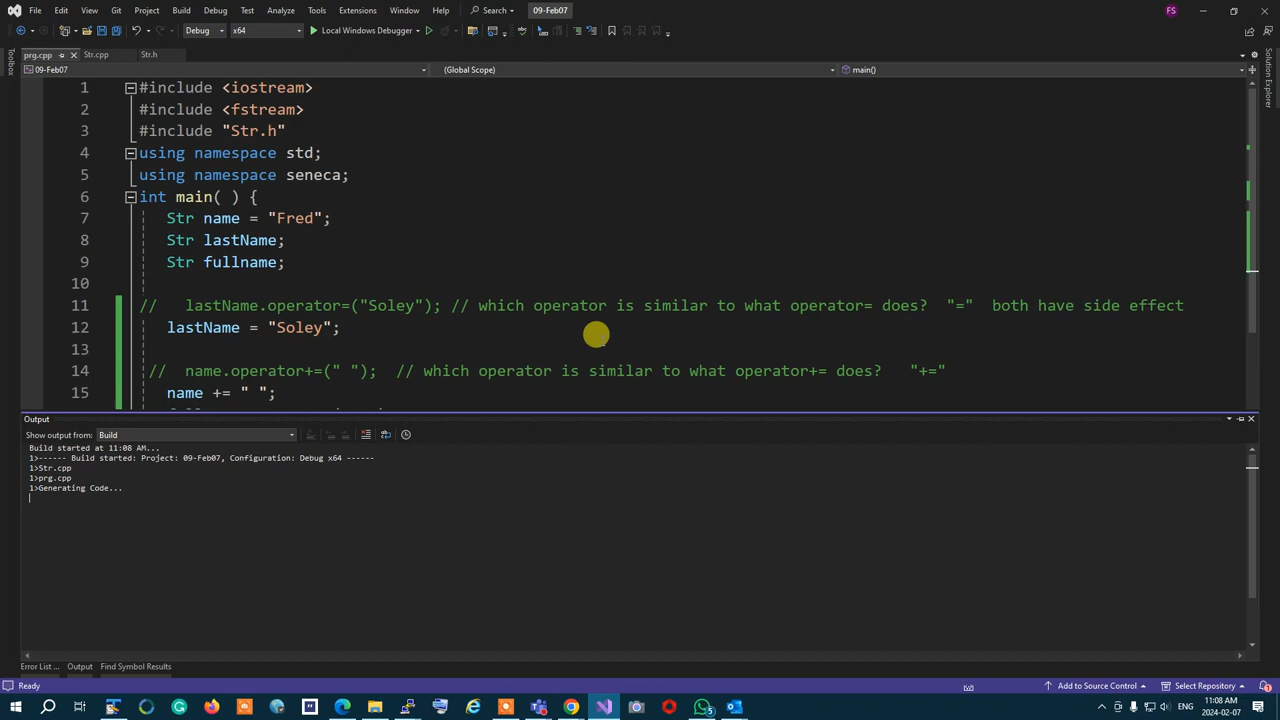 File Edit View Git Project Build Debug Test Analyze Tools Extensions Window Help Search 09-Feb07 FS
Debug x64 Local Windows Debugger
prg.cpp Str.cpp Str.h
09-Feb07 (Global Scope) main()
Toolbox
Solution Explorer
1 #include <iostream>
2 #include <fstream>
3 #include "Str.h"
4 using namespace std;
5 using namespace seneca;
6 int main( ) {
7 Str name = "Fred";
8 Str lastName;
9 Str fullname;
10
11 // lastName.operator=("Soley"); // which operator is similar to what operator= does? "=" both have side effect
12 lastName = "Soley";
13
14 // name.operator+=(" "); // which operator is similar to what operator+= does? "+="
15 name += " ";
Output
Show output from: Build
Build started at 11:08 AM...
1>------ Build started: Project: 09-Feb07, Configuration: Debug x64 ------
1>Str.cpp
1>prg.cpp
1>Generating Code...
Error List ... Output Find Symbol Results
Ready Add to Source Control Select Repository 1
5 ENG 11:08 AM
2024-02-07